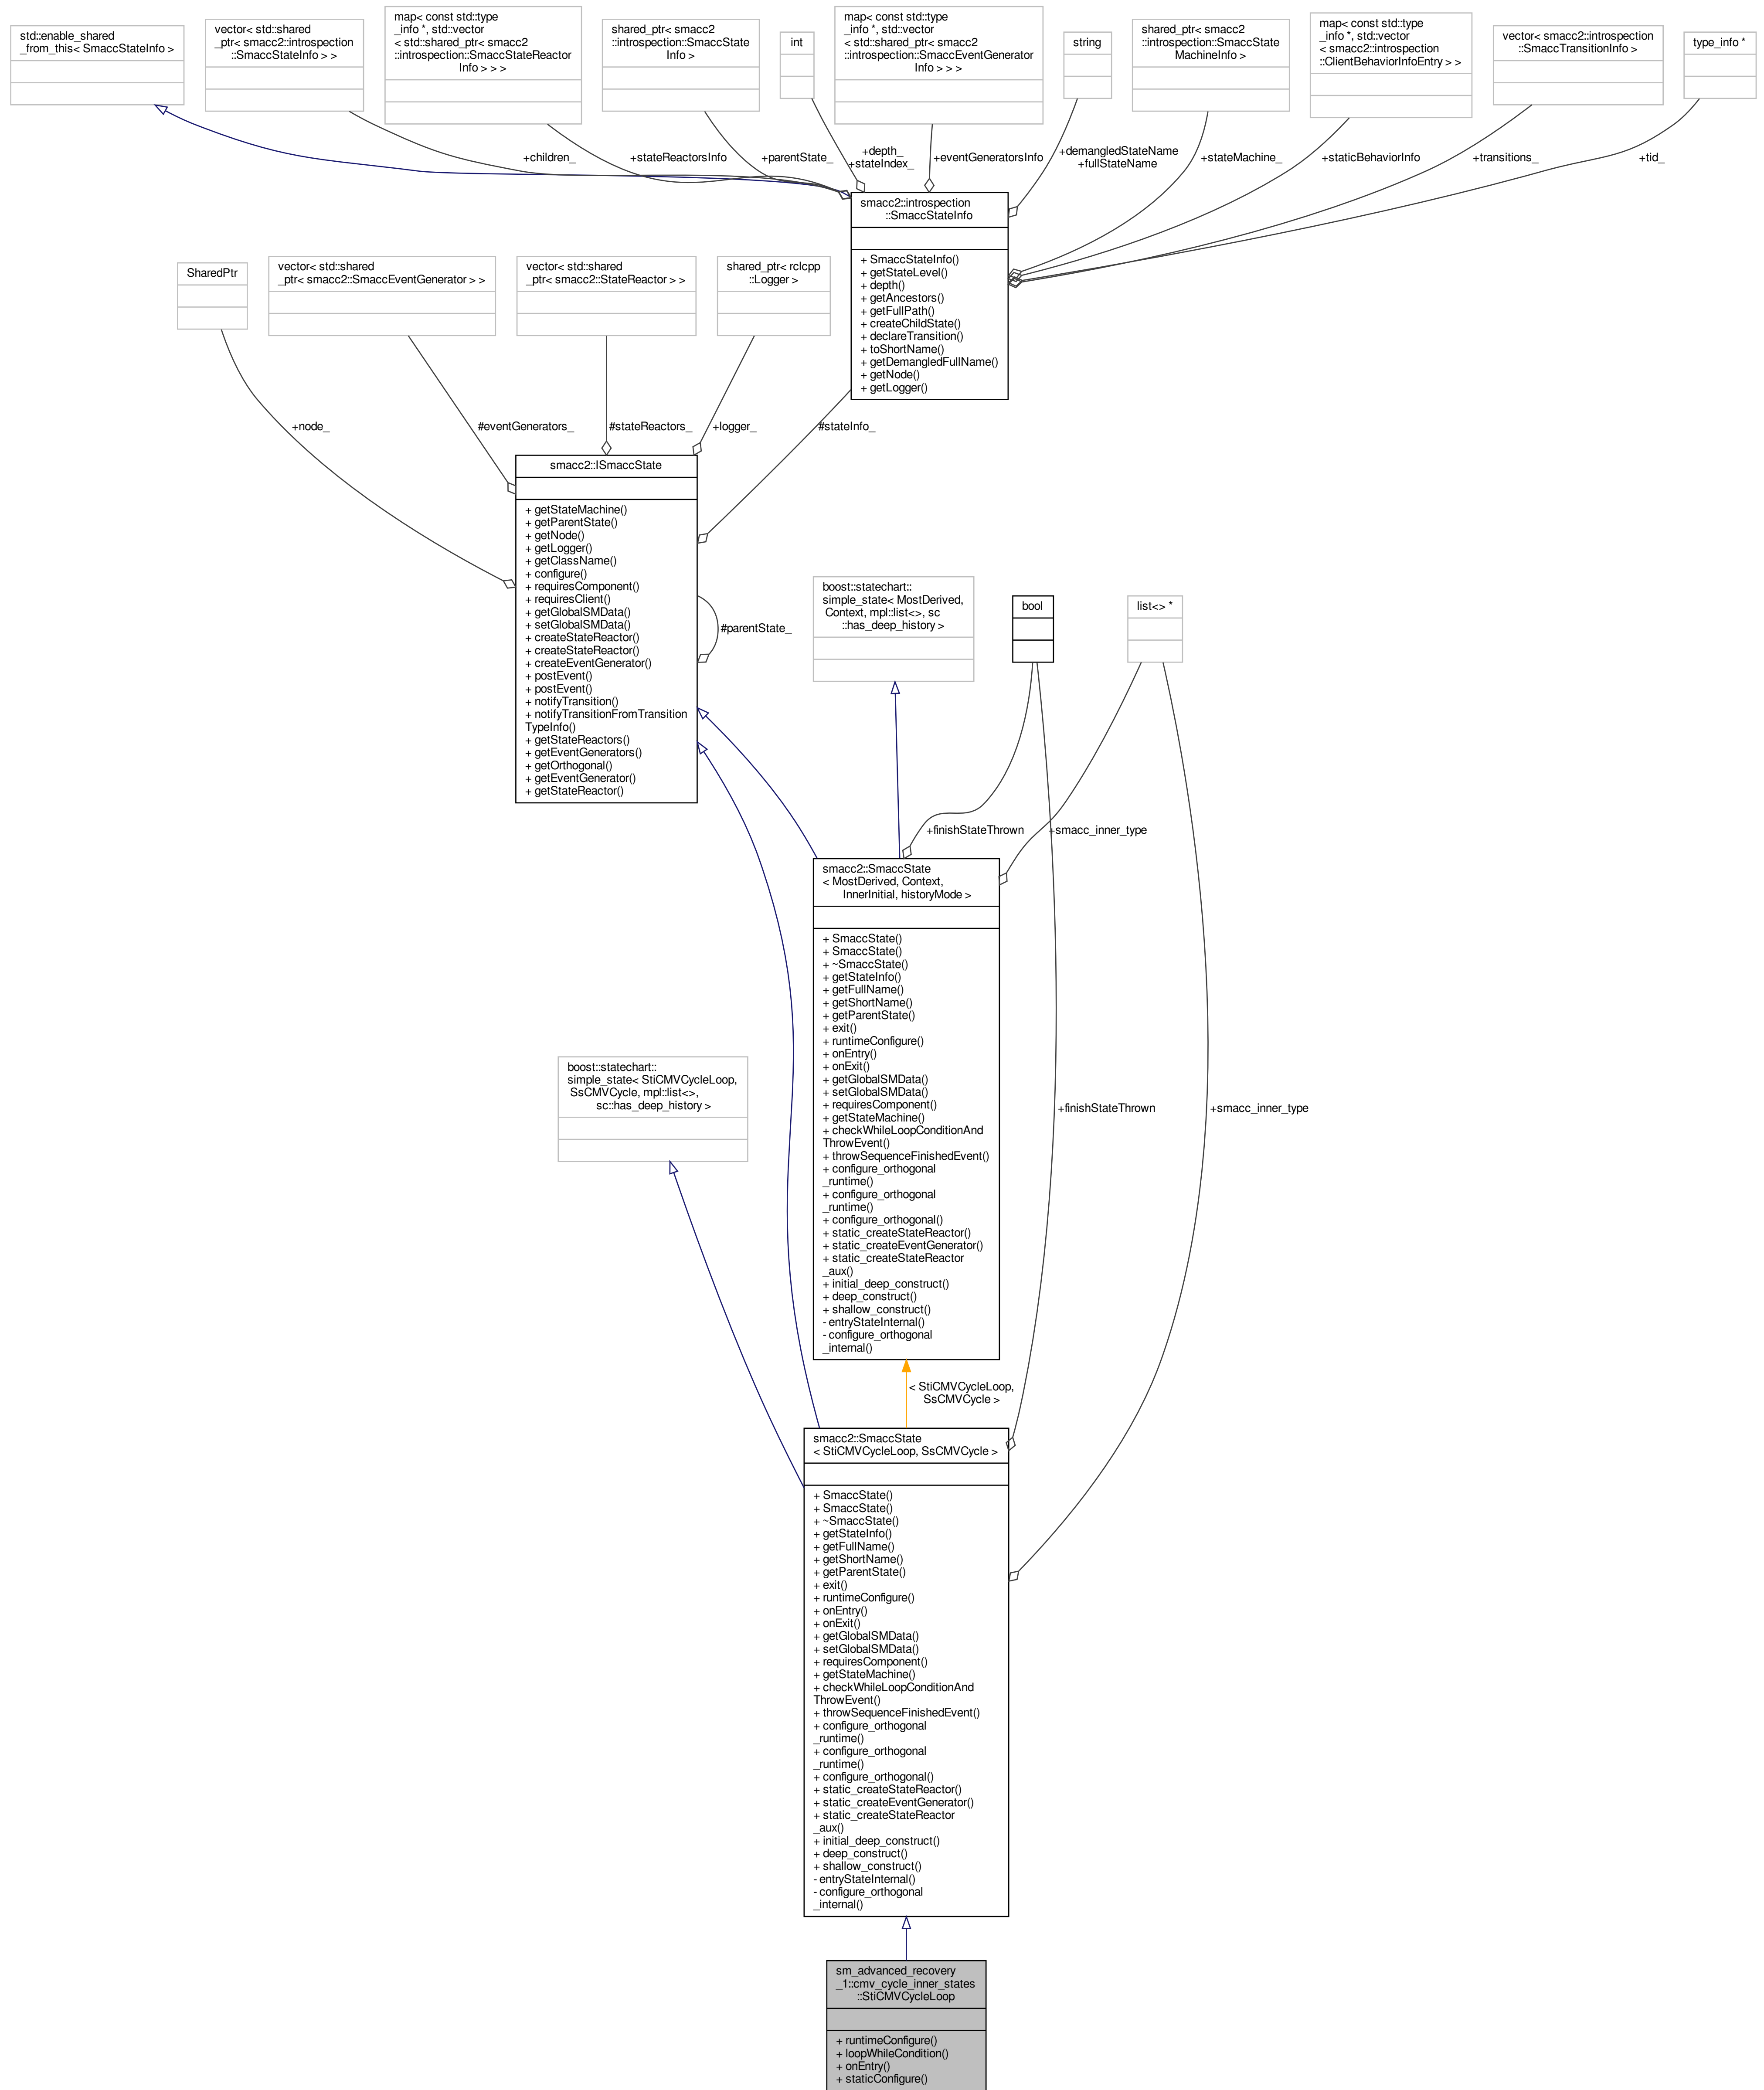 std::enable_shared
_from_this< SmaccStateInfo >
vector< std::shared
_ptr< smacc2::introspection
::SmaccStateInfo > >
map< const std::type
_info *, std::vector
< std::shared_ptr< smacc2
::introspection::SmaccStateReactor
Info > > >
shared_ptr< smacc2
::introspection::SmaccState
Info >
int
map< const std::type
_info *, std::vector
< std::shared_ptr< smacc2
::introspection::SmaccEventGenerator
Info > > >
string
shared_ptr< smacc2
::introspection::SmaccState
MachineInfo >
map< const std::type
_info *, std::vector
< smacc2::introspection
::ClientBehaviorInfoEntry > >
vector< smacc2::introspection
::SmaccTransitionInfo >
type_info *
+children_
+stateReactorsInfo
+parentState_
+depth_
+stateIndex_
+eventGeneratorsInfo
+demangledStateName
+fullStateName
+stateMachine_
+staticBehaviorInfo
+transitions_
+tid_
smacc2::introspection
::SmaccStateInfo
+ SmaccStateInfo()
+ getStateLevel()
+ depth()
+ getAncestors()
+ getFullPath()
+ createChildState()
+ declareTransition()
+ toShortName()
+ getDemangledFullName()
+ getNode()
+ getLogger()
SharedPtr
vector< std::shared
_ptr< smacc2::SmaccEventGenerator > >
vector< std::shared
_ptr< smacc2::StateReactor > >
shared_ptr< rclcpp
::Logger >
+node_
#eventGenerators_
#stateReactors_
+logger_
#stateInfo_
smacc2::ISmaccState
+ getStateMachine()
+ getParentState()
+ getNode()
+ getLogger()
+ getClassName()
+ configure()
+ requiresComponent()
+ requiresClient()
+ getGlobalSMData()
+ setGlobalSMData()
+ createStateReactor()
+ createStateReactor()
+ createEventGenerator()
+ postEvent()
+ postEvent()
+ notifyTransition()
+ notifyTransitionFromTransition
TypeInfo()
+ getStateReactors()
+ getEventGenerators()
+ getOrthogonal()
+ getEventGenerator()
+ getStateReactor()
#parentState_
boost::statechart::
simple_state< MostDerived,
Context, mpl::list<>, sc
::has_deep_history >
bool
list<> *
+finishStateThrown
+smacc_inner_type
smacc2::SmaccState
< MostDerived, Context,
InnerInitial, historyMode >
+ SmaccState()
+ SmaccState()
+ ~SmaccState()
+ getStateInfo()
+ getFullName()
+ getShortName()
+ getParentState()
+ exit()
+ runtimeConfigure()
+ onEntry()
+ onExit()
+ getGlobalSMData()
+ setGlobalSMData()
+ requiresComponent()
+ getStateMachine()
+ checkWhileLoopConditionAnd
ThrowEvent()
+ throwSequenceFinishedEvent()
+ configure_orthogonal
_runtime()
+ configure_orthogonal
_runtime()
+ configure_orthogonal()
+ static_createStateReactor()
+ static_createEventGenerator()
+ static_createStateReactor
_aux()
+ initial_deep_construct()
+ deep_construct()
+ shallow_construct()
- entryStateInternal()
- configure_orthogonal
_internal()
boost::statechart::
simple_state< StiCMVCycleLoop,
SsCMVCycle, mpl::list<>,
sc::has_deep_history >
+finishStateThrown
+smacc_inner_type
< StiCMVCycleLoop,
SsCMVCycle >
smacc2::SmaccState
< StiCMVCycleLoop, SsCMVCycle >
+ SmaccState()
+ SmaccState()
+ ~SmaccState()
+ getStateInfo()
+ getFullName()
+ getShortName()
+ getParentState()
+ exit()
+ runtimeConfigure()
+ onEntry()
+ onExit()
+ getGlobalSMData()
+ setGlobalSMData()
+ requiresComponent()
+ getStateMachine()
+ checkWhileLoopConditionAnd
ThrowEvent()
+ throwSequenceFinishedEvent()
+ configure_orthogonal
_runtime()
+ configure_orthogonal
_runtime()
+ configure_orthogonal()
+ static_createStateReactor()
+ static_createEventGenerator()
+ static_createStateReactor
_aux()
+ initial_deep_construct()
+ deep_construct()
+ shallow_construct()
- entryStateInternal()
- configure_orthogonal
_internal()
sm_advanced_recovery
_1::cmv_cycle_inner_states
::StiCMVCycleLoop
+ runtimeConfigure()
+ loopWhileCondition()
+ onEntry()
+ staticConfigure()